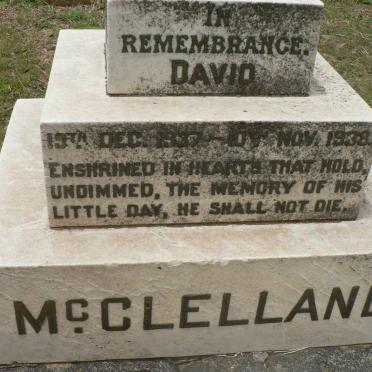 IN
REMEMBRANCE.
DAVID
19TH DEC. 1937 — NOV. 1938.
ENSHRINED IN HEARTS THAT HOLD,
UNDIMMED, THE MEMORY OF HIS
LITTLE DAY, HE SHALL NOT DIE.
MCCLELLAND